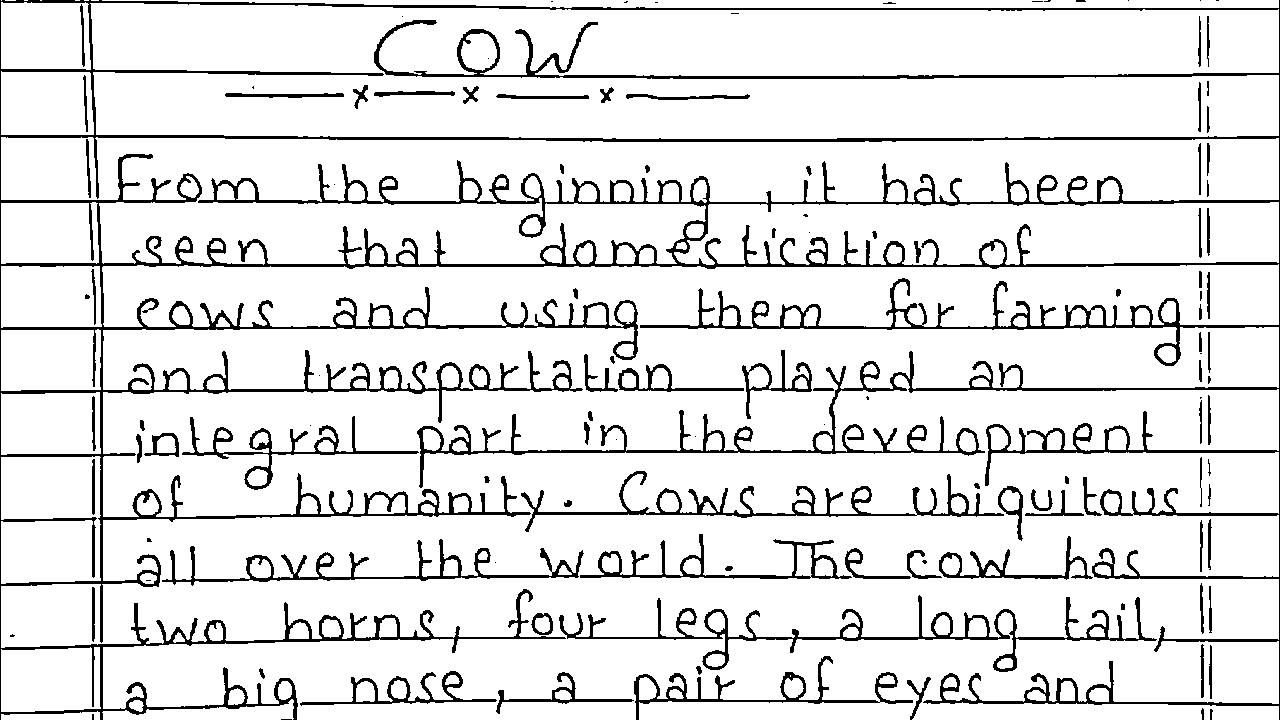 COW
From the beginning, it has been
seen that domestication of
cows and using them for farming
and transportation played an
integral part in the development
of humanity. Cows are ubiquitous
all over the world. The cow has
two horns, four legs, a long tail,
a big nose, a pair of eyes and